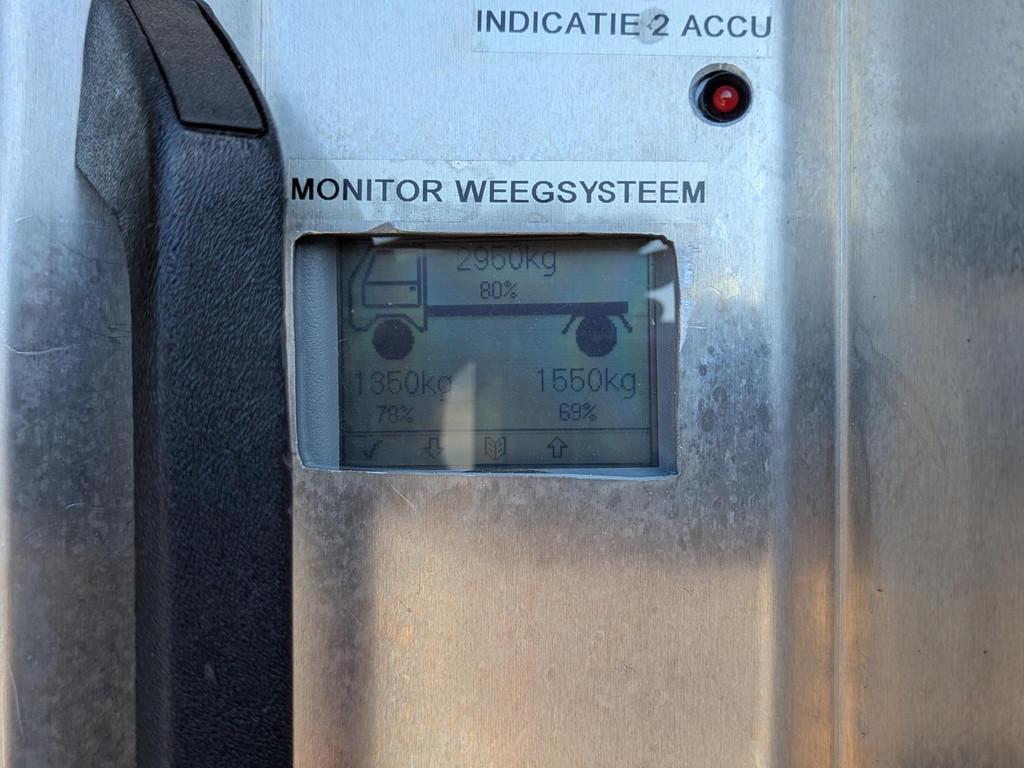 INDICATIE 2 ACCU
MONITOR WEEGSYSTEEM
2950kg
80%
1350kg 1550kg
78% 69%